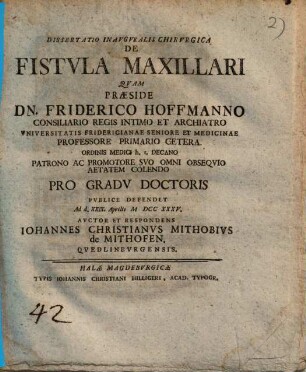 2)
DISSERTATIO INAVGVRALIS CHIRVRGICA
DE
FISTVLA MAXILLARI
QVAM
PRÆSIDE
DN. FRIDERICO HOFFMANNO
CONSILIARIO REGIS INTIMO ET ARCHIATRO
VNIVERSITATIS FRIDERICIANAE SENIORE ET MEDICINAE
PROFESSORE PRIMARIO CETERA.
ORDINIS MEDICI h. t. DECANO
PATRONO AC PROMOTORE SVO OMNI OBSEQVIO
AETATEM COLENDO
PRO GRADV DOCTORIS
PVBLICE DEFENDET
Ad d. XXIX. Aprilis M DCC XXXV.
AVCTOR ET RESPONDENS
IOHANNES CHRISTIANVS MITHOBIVS
de MITHOFEN,
QVEDLINBVRGENSIS.
HALÆ MAGDEBVRGICÆ
TYPIS IOHANNIS CHRISTIANI HILLIGERI, ACAD. TYPOGR.
42